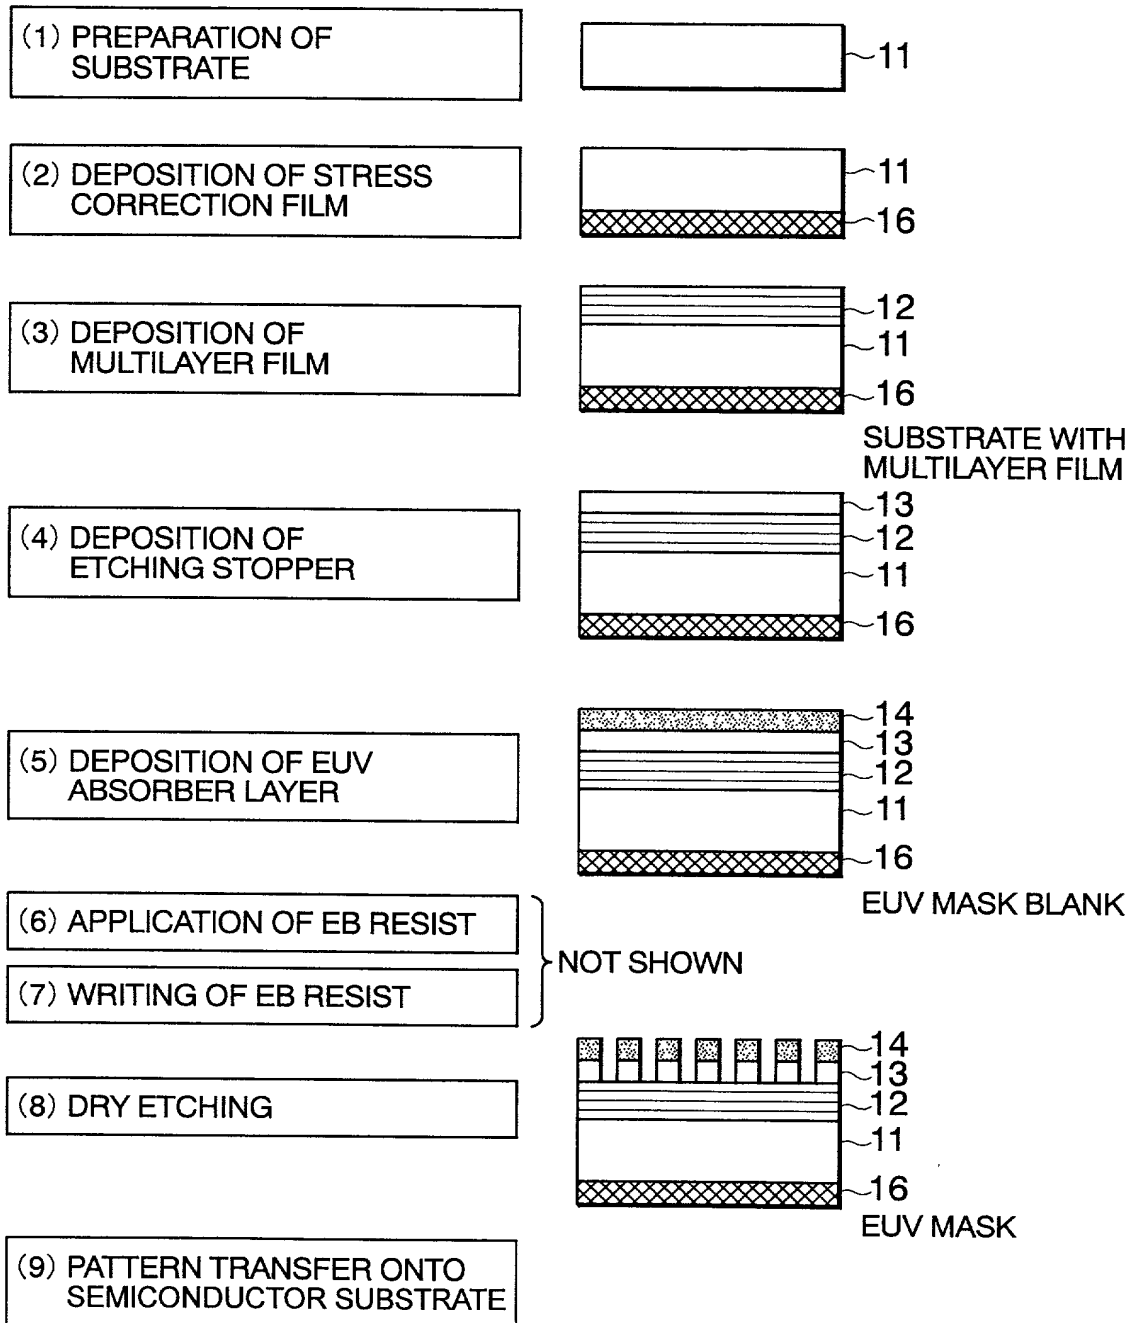 (1) PREPARATION OF
SUBSTRATE
11
(2) DEPOSITION OF STRESS
CORRECTION FILM
11
16
(3) DEPOSITION OF
MULTILAYER FILM
12
11
16
SUBSTRATE WITH
MULTILAYER FILM
(4) DEPOSITION OF
ETCHING STOPPER
13
12
11
16
(5) DEPOSITION OF EUV
ABSORBER LAYER
14
13
12
11
16
EUV MASK BLANK
(6) APPLICATION OF EB RESIST
(7) WRITING OF EB RESIST
NOT SHOWN
(8) DRY ETCHING
14
13
12
11
16
EUV MASK
(9) PATTERN TRANSFER ONTO
SEMICONDUCTOR SUBSTRATE